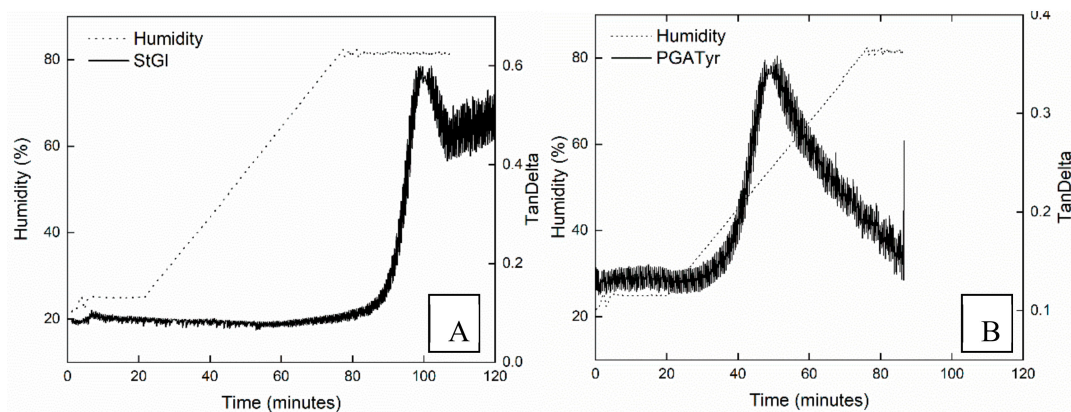 Humidity
StGl
80
60
40
20
Humidity (%)
0.6
0.4
0.2
0.0
TanDelta
0 20 40 60 80 100 120
Time (minutes)
A
Humidity
PGATyr
80
60
40
20
Humidity (%)
0.4
0.3
0.2
0.1
TanDelta
0 20 40 60 80 100 120
Time (minutes)
B